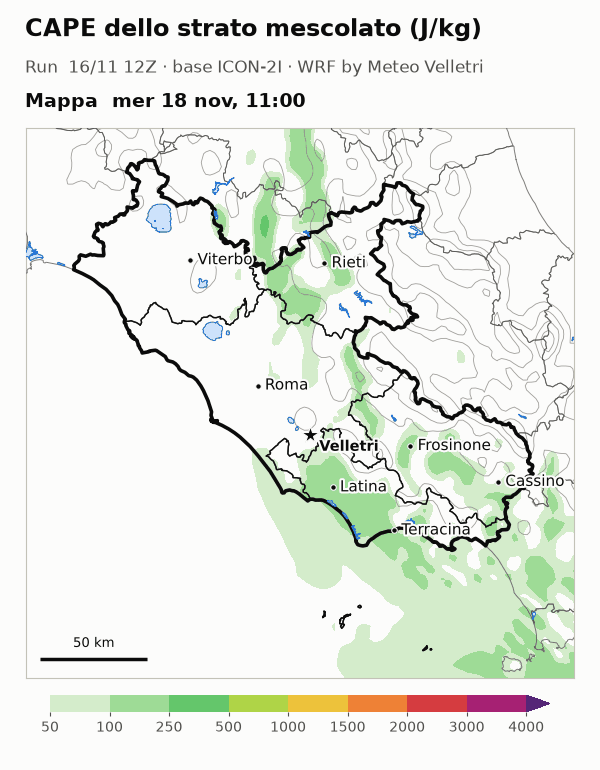 CAPE dello strato mescolato (J/kg)
Run 16/11 12Z · base ICON-2I · WRF by Meteo Velletri
Mappa mer 18 nov, 11:00
Viterbo
Rieti
Roma
Velletri
Frosinone
Latina
Cassino
Terracina
50 km
50 100 250 500 1000 1500 2000 3000 4000